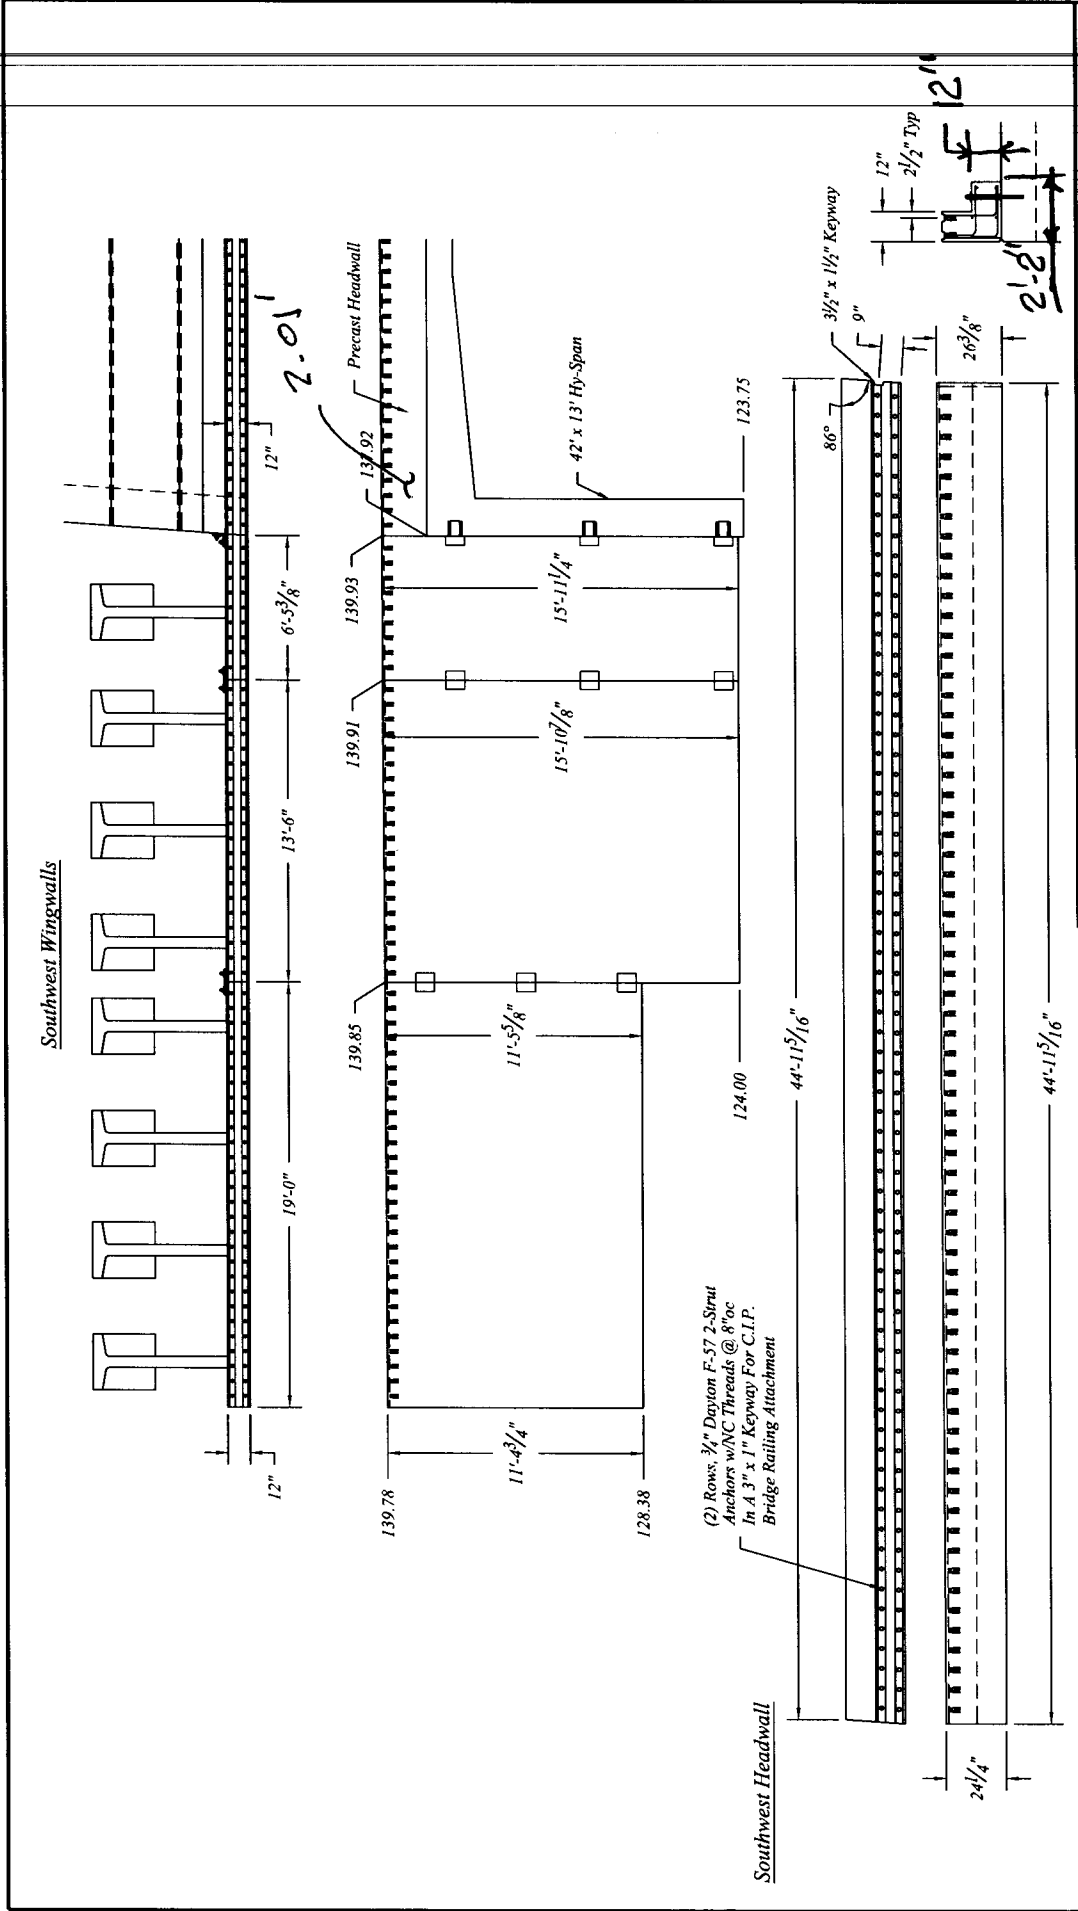 Southwest Wingwalls
12"
19'-0"
13'-6"
6'-5 3/8"
12"
2.01'
139.78
139.85
139.91
139.93
137.92
Precast Headwall
11'-4 3/4"
11'-5 5/8"
15'-10 7/8"
15'-11 1/4"
42' x 13' Hy-Span
128.38
124.00
123.75
Southwest Headwall
(2) Rows, 3/4" Dayton F-57 2-Strut
Anchors w/NC Threads @ 8"oc
In A 3" x 1" Keyway For C.I.P.
Bridge Railing Attachment
44'-11 5/16"
86°
3 1/2" x 1 1/2" Keyway
9"
12"
2 1/2" Typ
12"
24 1/4"
26 3/8"
2'-2"
44'-11 5/16"